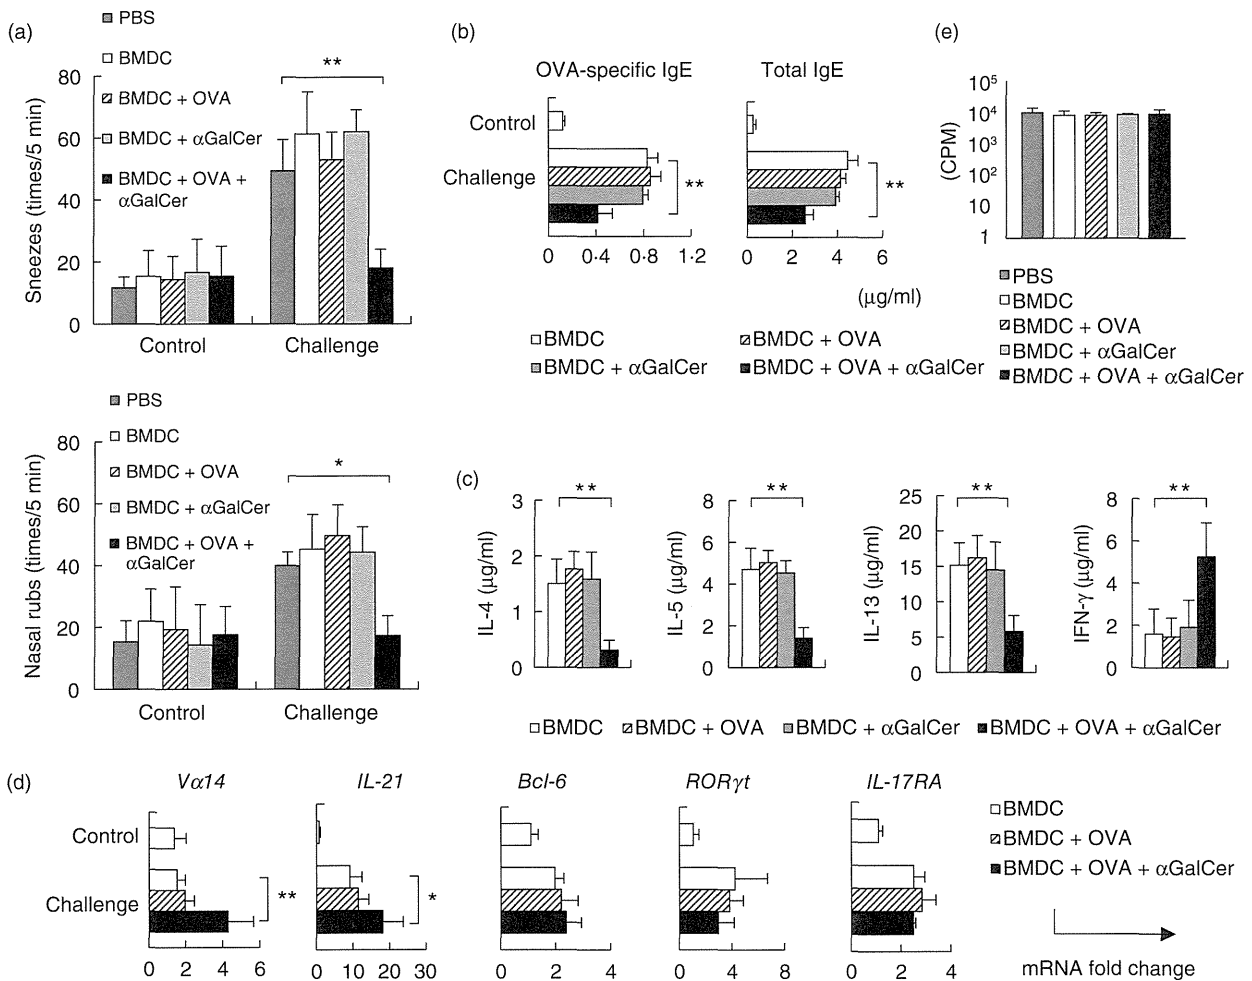 (a)
PBS
BMDC
BMDC + OVA
BMDC + αGalCer
BMDC + OVA +
αGalCer
**
Sneezes (times/5 min)
80
60
40
20
0
Control
Challenge
PBS
BMDC
BMDC + OVA
BMDC + αGalCer
BMDC + OVA +
αGalCer
*
Nasal rubs (times/5 min)
80
60
40
20
0
Control
Challenge
(b)
OVA-specific IgE
Total IgE
Control
Challenge
**
**
0 0·4 0·8 1·2
0 2 4 6
(μg/ml)
BMDC
BMDC + OVA
BMDC + αGalCer
BMDC + OVA + αGalCer
(e)
(CPM)
10⁵
10⁴
10³
10²
10
1
PBS
BMDC
BMDC + OVA
BMDC + αGalCer
BMDC + OVA + αGalCer
(c)
IL-4 (μg/ml)
3
2
1
0
**
IL-5 (μg/ml)
8
6
4
2
0
**
IL-13 (μg/ml)
25
20
15
10
5
0
**
IFN-γ (μg/ml)
8
6
4
2
0
**
BMDC BMDC + OVA BMDC + αGalCer BMDC + OVA + αGalCer
(d)
Vα14 IL-21 Bcl-6 RORγt IL-17RA
Control
Challenge
**
*
0 2 4 6
0 10 20 30
0 2 4 6
0 4 8
0 2 4
BMDC
BMDC + OVA
BMDC + OVA + αGalCer
mRNA fold change